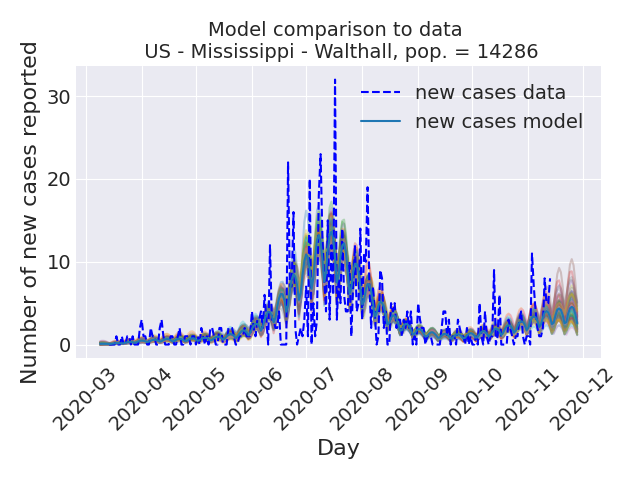 Model comparison to data
US - Mississippi - Walthall, pop. = 14286
Number of new cases reported
30
20
10
0
new cases data
new cases model
2020-03
2020-04
2020-05
2020-06
2020-07
2020-08
2020-09
2020-10
2020-11
2020-12
Day